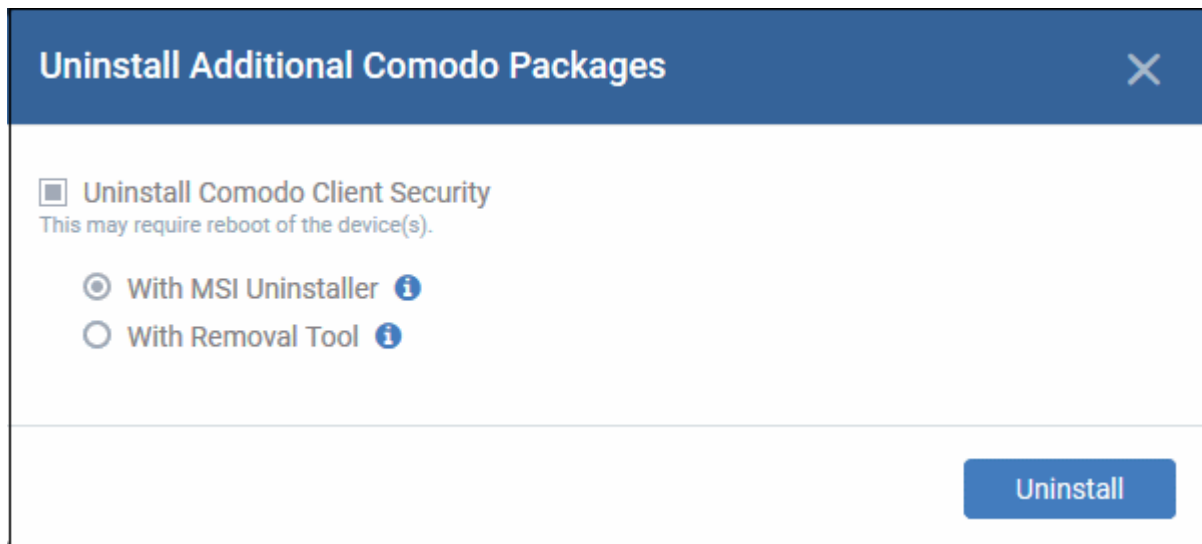 Uninstall Additional Comodo Packages
Uninstall Comodo Client Security
This may require reboot of the device(s).
With MSI Uninstaller
With Removal Tool
Uninstall